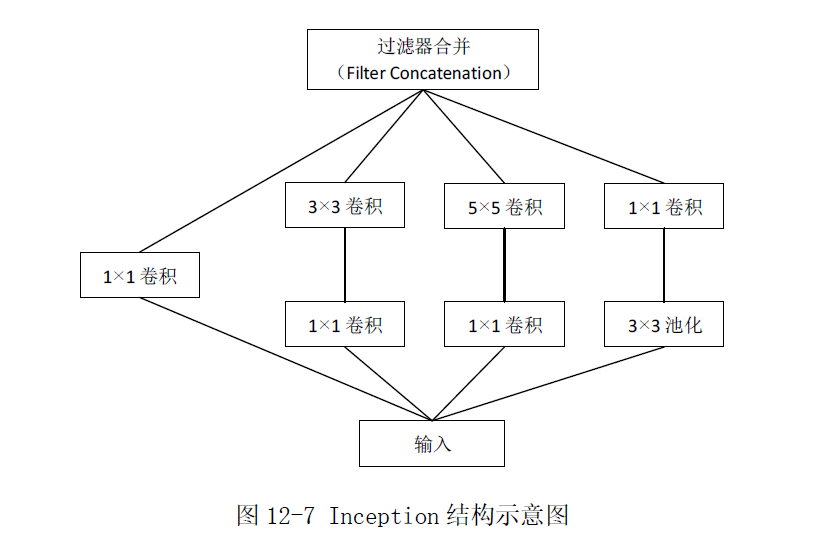 过滤器合并
（Filter Concatenation）
3×3 卷积
5×5 卷积
1×1 卷积
1×1 卷积
1×1 卷积
1×1 卷积
3×3 池化
输入
图 12-7 Inception 结构示意图